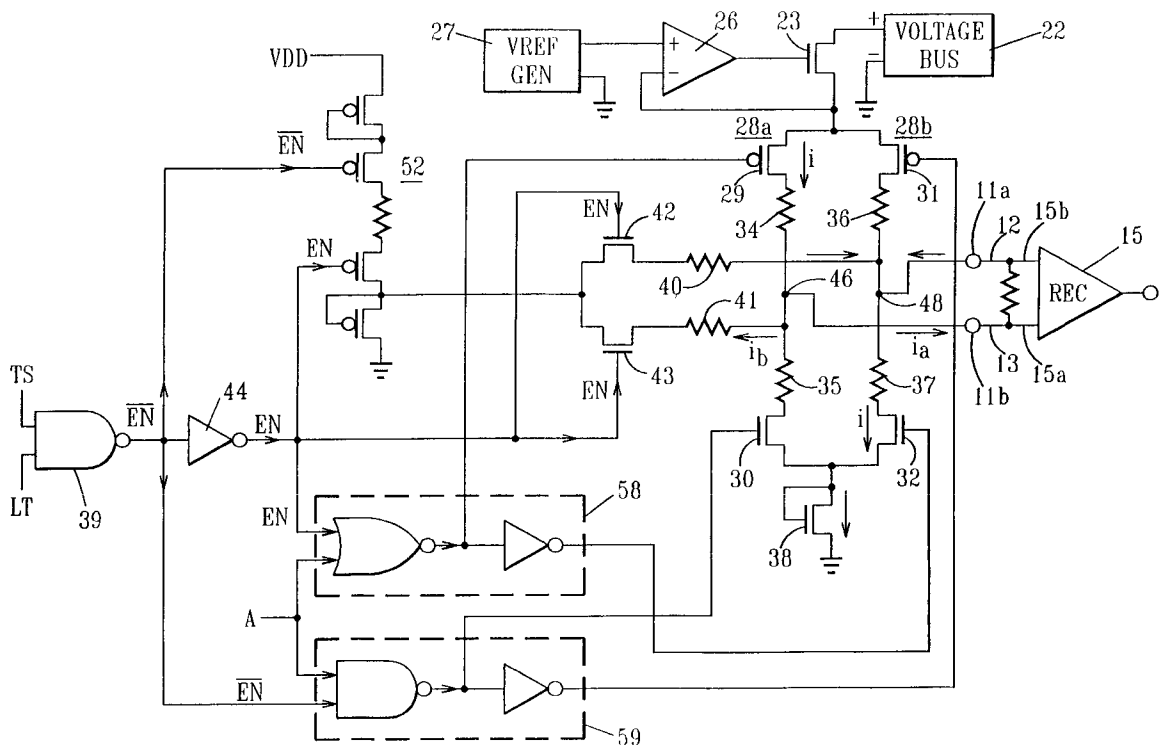 27
VREF
GEN
+
−
26
23
+
−
VOLTAGE
BUS
22
VDD
EN
52
28a
28b
29
i
31
34
36
11a
12
15b
15
EN
42
EN
40
46
48
REC
41
ib
ia
13
15a
11b
43
EN
35
37
TS
LT
39
EN
44
EN
30
i
32
38
EN
58
A
EN
59